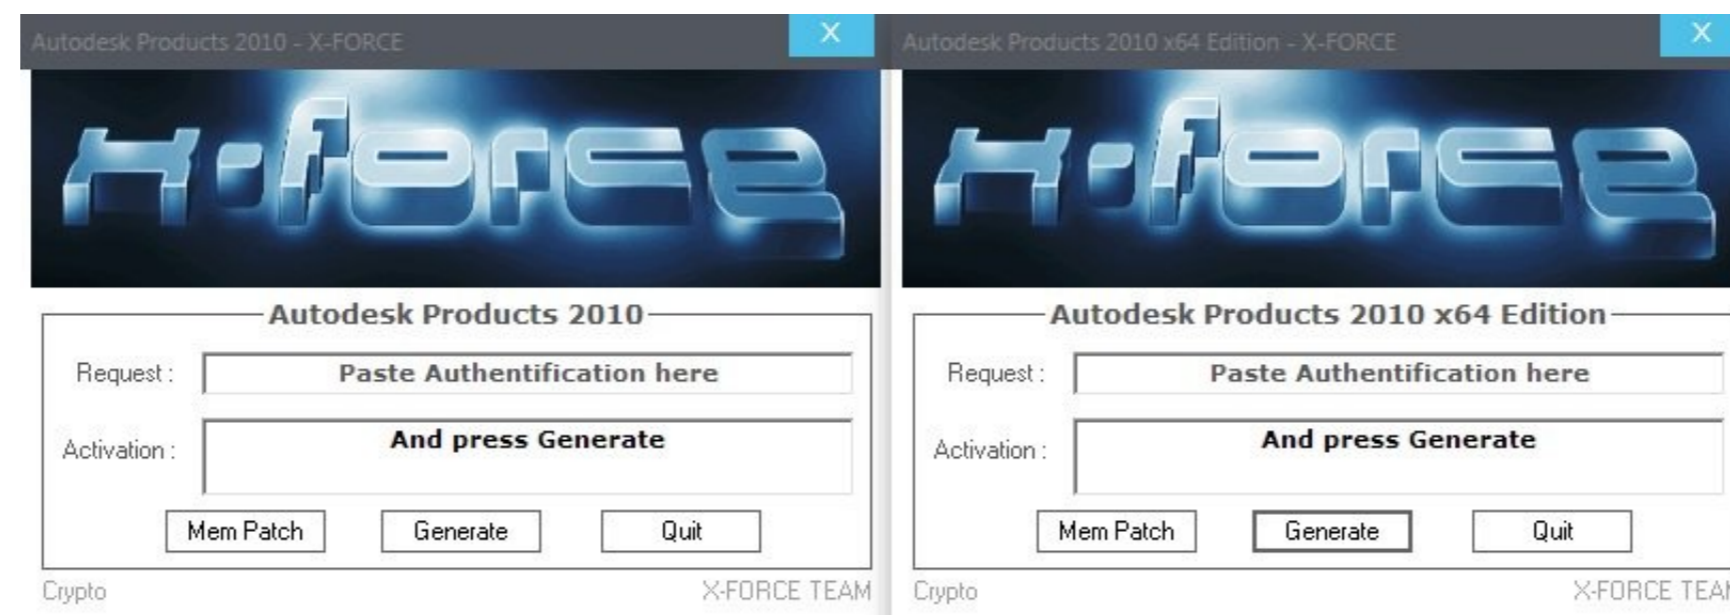 Autodesk Products 2010 - X-FORCE
X
x-force
Autodesk Products 2010
Request :
Paste Authentification here
Activation :
And press Generate
Mem Patch
Generate
Quit
Crypto
X-FORCE TEAM
Autodesk Products 2010 x64 Edition - X-FORCE
X
x-force
Autodesk Products 2010 x64 Edition
Request :
Paste Authentification here
Activation :
And press Generate
Mem Patch
Generate
Quit
Crypto
X-FORCE TEA